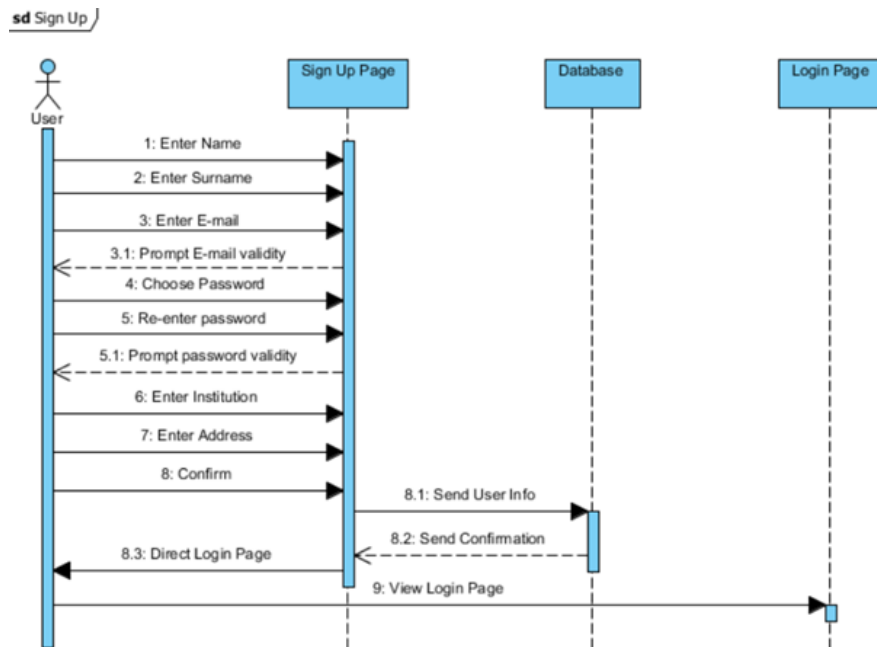 sd Sign Up
Sign Up Page
Database
Login Page
User
1: Enter Name
2: Enter Surname
3: Enter E-mail
3.1: Prompt E-mail validity
4: Choose Password
5: Re-enter password
5.1: Prompt password validity
6: Enter Institution
7: Enter Address
8: Confirm
8.1: Send User Info
8.2: Send Confirmation
8.3: Direct Login Page
9: View Login Page